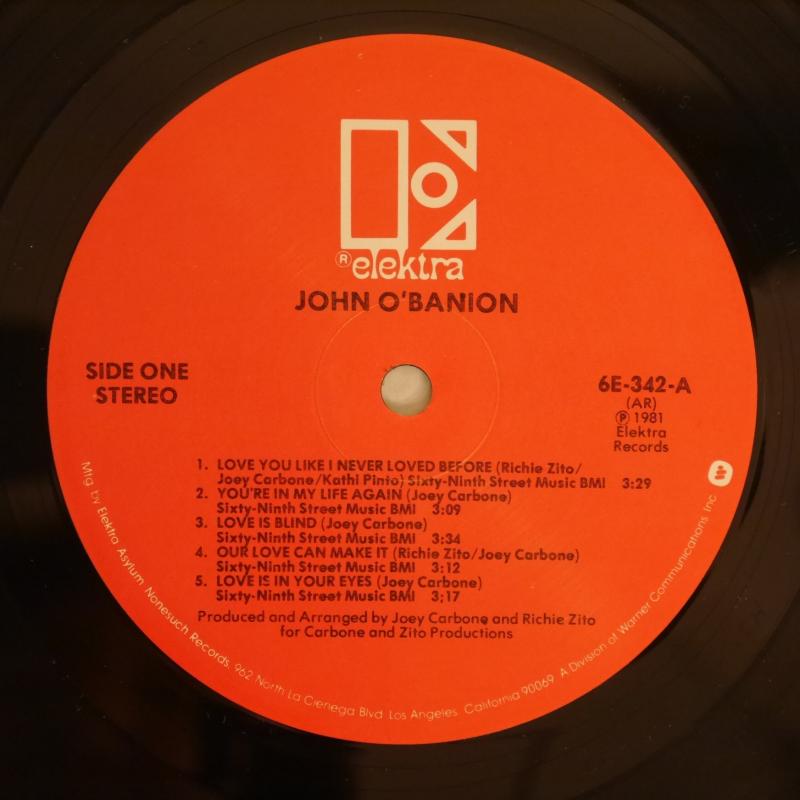 ® elektra
JOHN O'BANION
SIDE ONE
STEREO
6E-342-A
(AR)
℗ 1981
Elektra
Records
1. LOVE YOU LIKE I NEVER LOVED BEFORE (Richie Zito/
Joey Carbone/Kathi Pinto) Sixty-Ninth Street Music BMI 3:29
2. YOU'RE IN MY LIFE AGAIN (Joey Carbone)
Sixty-Ninth Street Music BMI 3:09
3. LOVE IS BLIND (Joey Carbone)
Sixty-Ninth Street Music BMI 3:34
4. OUR LOVE CAN MAKE IT (Richie Zito/Joey Carbone)
Sixty-Ninth Street Music BMI 3:12
5. LOVE IS IN YOUR EYES (Joey Carbone)
Sixty-Ninth Street Music BMI 3;17
Produced and Arranged by Joey Carbone and Richie Zito
for Carbone and Zito Productions
Mfg. by Elektra Asylum Nonesuch Records, 962 North La Cienega Blvd. Los Angeles, California 90069 A Division of Warner Communications Inc